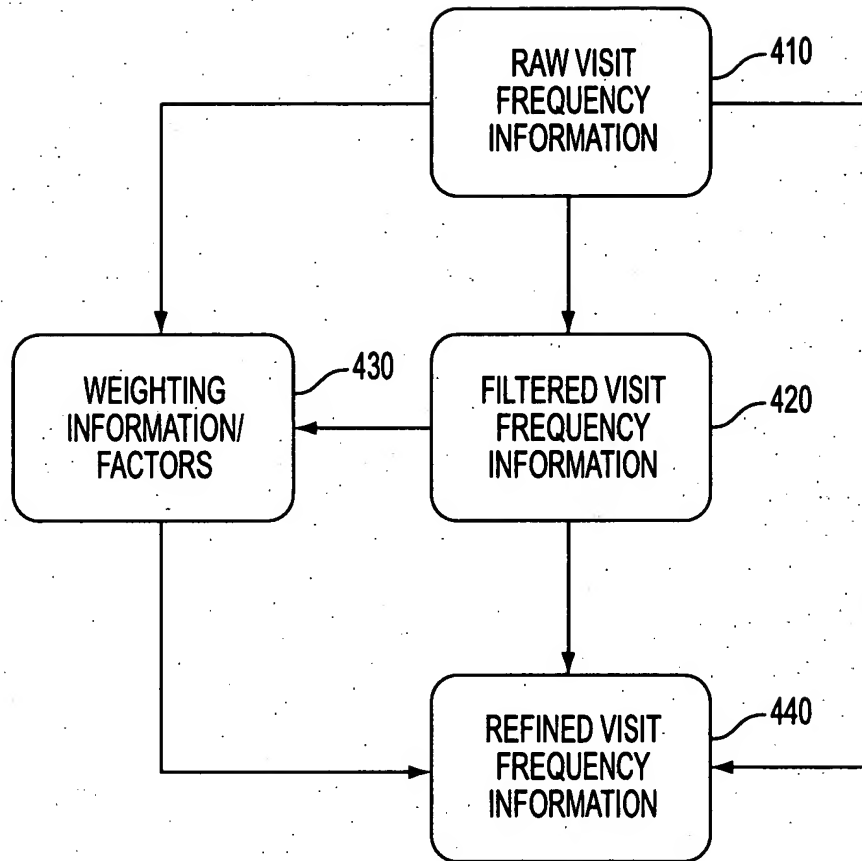 RAW VISIT
FREQUENCY
INFORMATION
410
WEIGHTING
INFORMATION/
FACTORS
430
FILTERED VISIT
FREQUENCY
INFORMATION
420
REFINED VISIT
FREQUENCY
INFORMATION
440